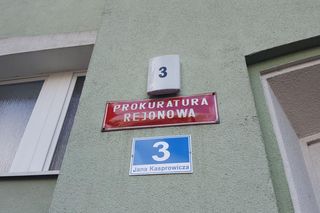 3
PROKURATURA
REJONOWA
3
Jana Kasprowicza